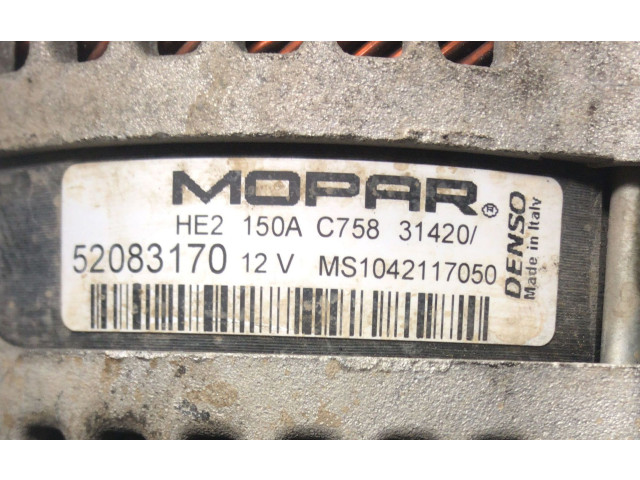 MOPAR
HE2 150A C758 31420/
52083170 12 V MS1042117050
DENSO
Made in Italy